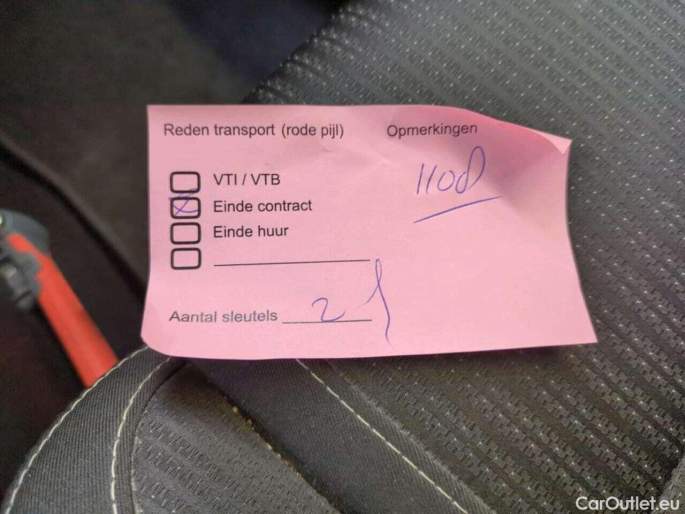 Reden transport (rode pijl)
Opmerkingen
VTI / VTB
1108
Einde contract
Einde huur
Aantal sleutels 2
CarOutlet.eu